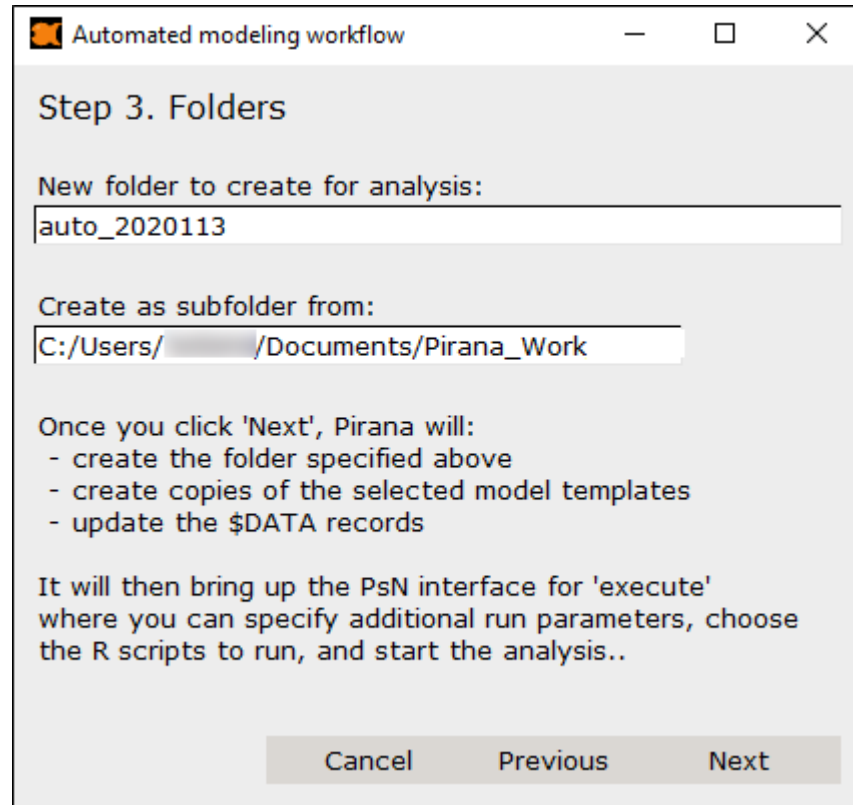 Automated modeling workflow
Step 3. Folders
New folder to create for analysis:
auto_2020113
Create as subfolder from:
C:/Users/ /Documents/Pirana_Work
Once you click 'Next', Pirana will:
- create the folder specified above
- create copies of the selected model templates
- update the $DATA records
It will then bring up the PsN interface for 'execute'
where you can specify additional run parameters, choose
the R scripts to run, and start the analysis..
Cancel Previous Next